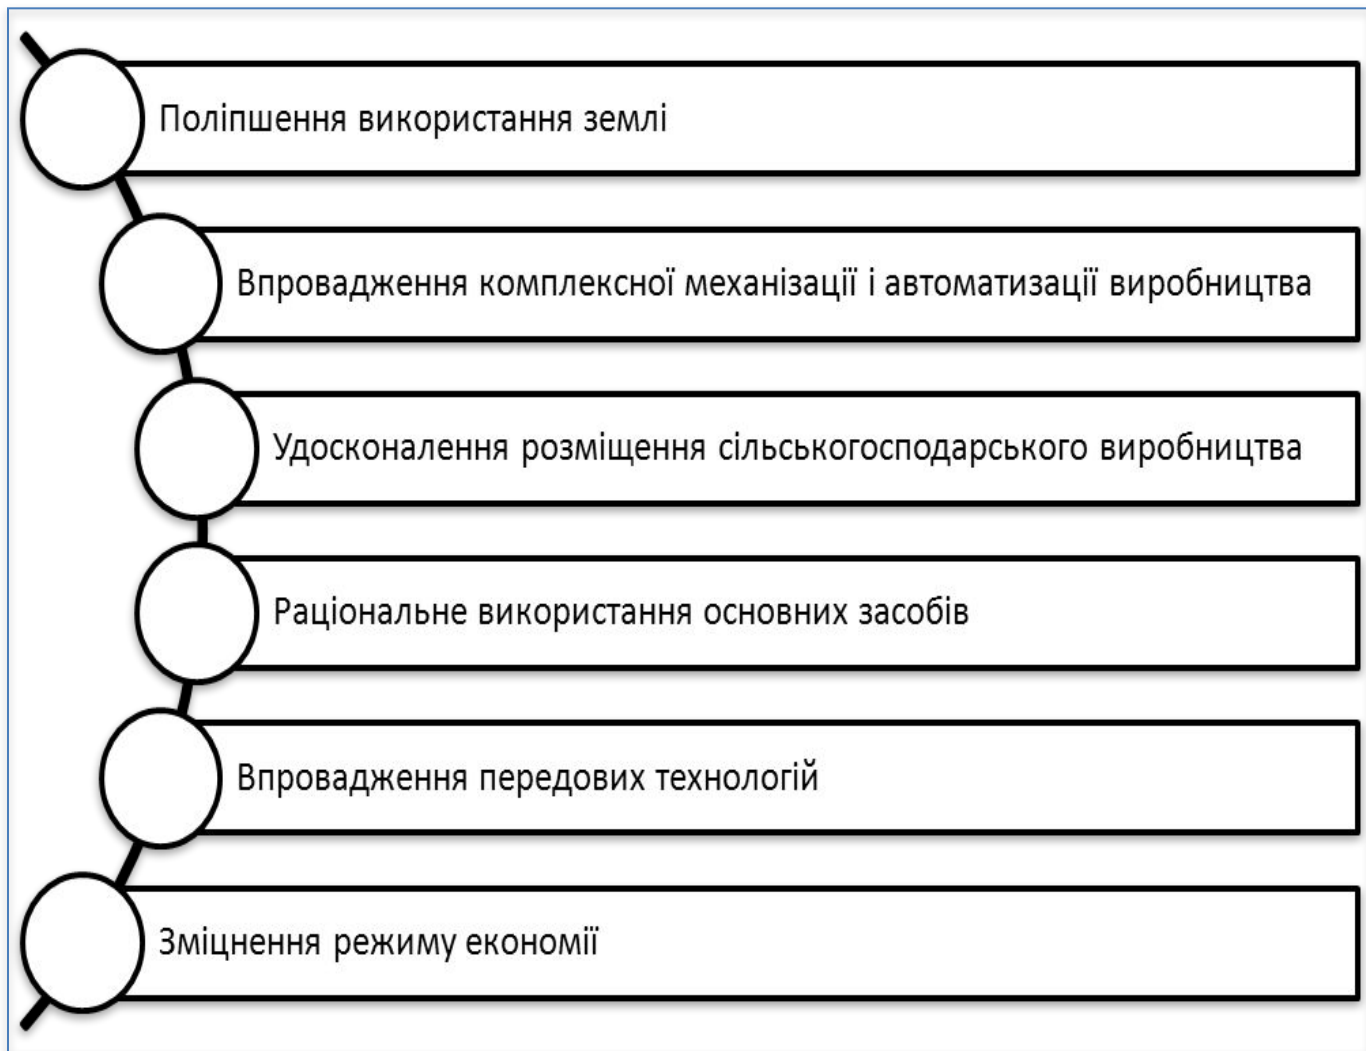 Поліпшення використання землі
Впровадження комплексної механізації і автоматизації виробництва
Удосконалення розміщення сільськогосподарського виробництва
Раціональне використання основних засобів
Впровадження передових технологій
Зміцнення режиму економії